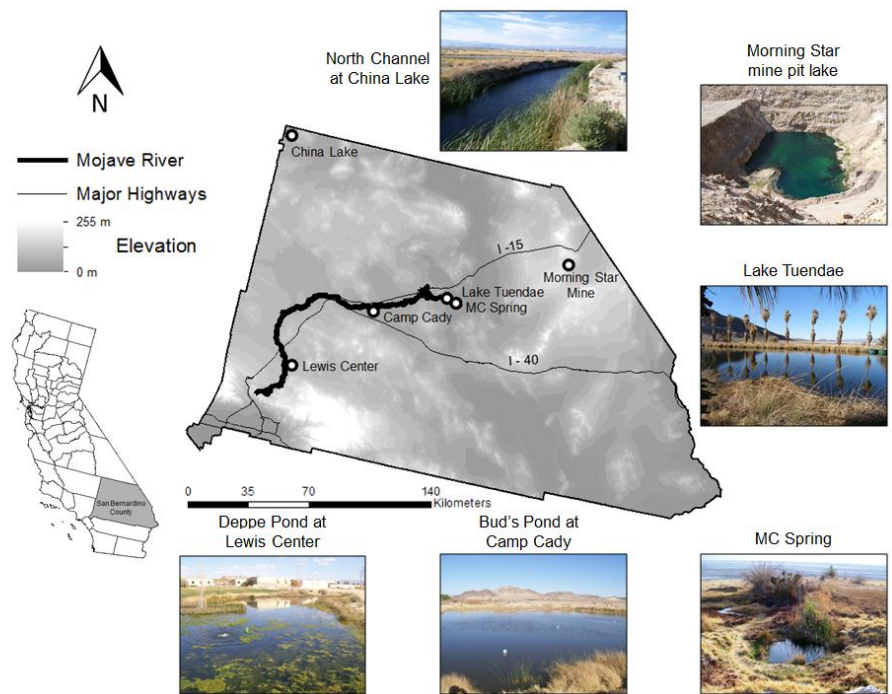 North Channel
at China Lake
Morning Star
mine pit lake
N
Mojave River
Major Highways
255 m
Elevation
0 m
China Lake
I -15
Morning Star
Mine
Lake Tuendae
MC Spring
Camp Cady
I - 40
Lewis Center
Lake Tuendae
San Bernardino
County
0 35 70 140
Kilometers
Deppe Pond at
Lewis Center
Bud's Pond at
Camp Cady
MC Spring